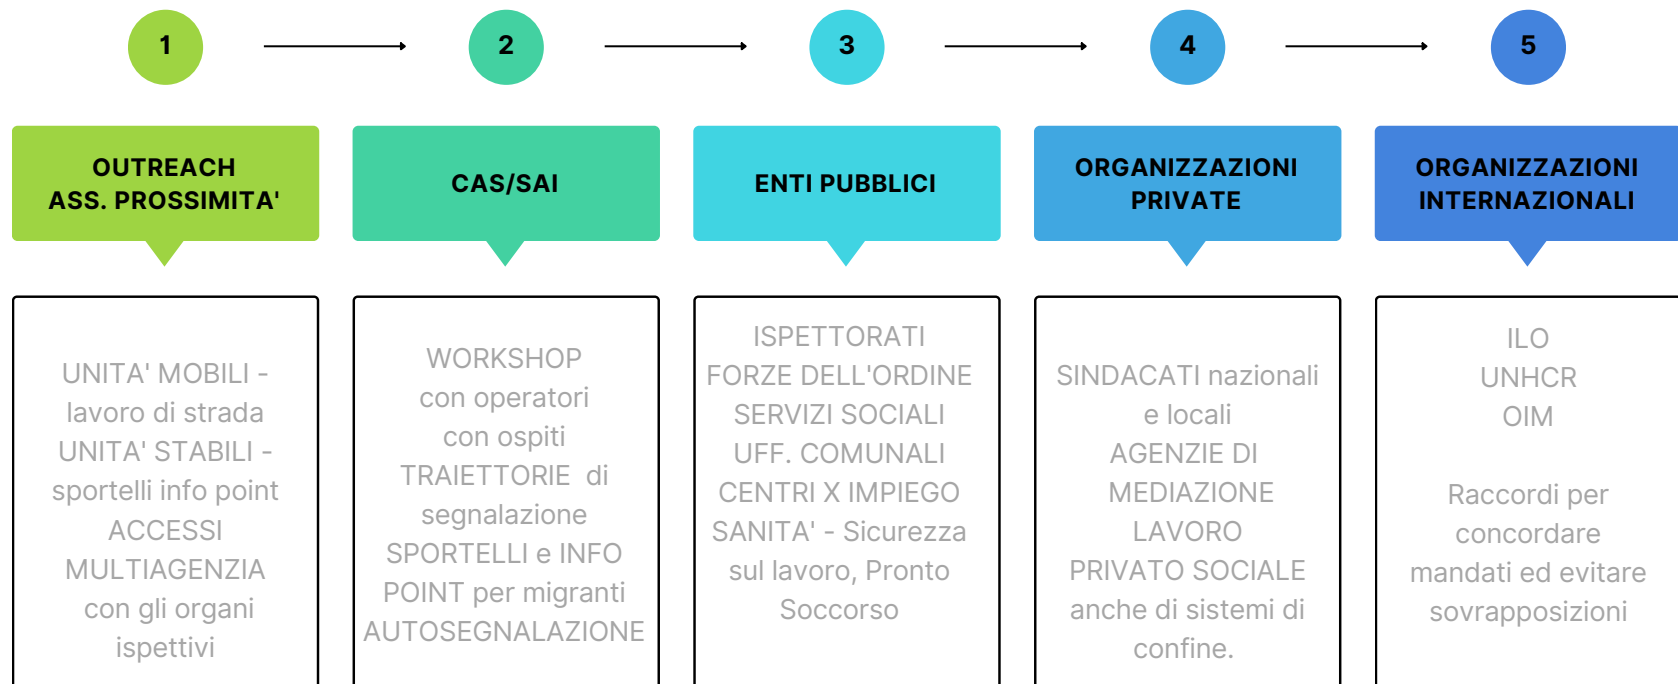 1
2
3
4
5
OUTREACH
ASS. PROSSIMITA'
CAS/SAI
ENTI PUBBLICI
ORGANIZZAZIONI
PRIVATE
ORGANIZZAZIONI
INTERNAZIONALI
UNITA' MOBILI -
lavoro di strada
UNITA' STABILI -
sportelli info point
ACCESSI
MULTIAGENZIA
con gli organi
ispettivi
WORKSHOP
con operatori
con ospiti
TRAIETTORIE di
segnalazione
SPORTELLI e INFO
POINT per migranti
AUTOSEGNALAZIONE
ISPETTORATI
FORZE DELL'ORDINE
SERVIZI SOCIALI
UFF. COMUNALI
CENTRI X IMPIEGO
SANITA' - Sicurezza
sul lavoro, Pronto
Soccorso
SINDACATI nazionali
e locali
AGENZIE DI
MEDIAZIONE
LAVORO
PRIVATO SOCIALE
anche di sistemi di
confine.
ILO
UNHCR
OIM
Raccordi per
concordare
mandati ed evitare
sovrapposizioni